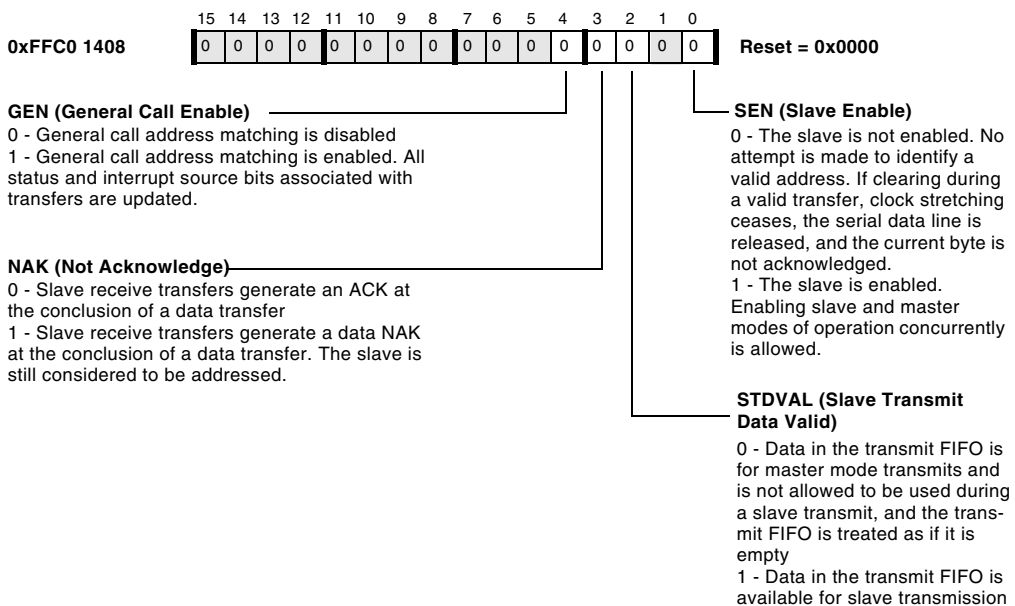 15 14 13 12 11 10 9 8 7 6 5 4 3 2 1 0
0xFFC0 1408 0 0 0 0 0 0 0 0 0 0 0 0 0 0 0 0 Reset = 0x0000
GEN (General Call Enable)
0 - General call address matching is disabled
1 - General call address matching is enabled. All
status and interrupt source bits associated with
transfers are updated.
NAK (Not Acknowledge)
0 - Slave receive transfers generate an ACK at
the conclusion of a data transfer
1 - Slave receive transfers generate a data NAK
at the conclusion of a data transfer. The slave is
still considered to be addressed.
SEN (Slave Enable)
0 - The slave is not enabled. No
attempt is made to identify a
valid address. If clearing during
a valid transfer, clock stretching
ceases, the serial data line is
released, and the current byte is
not acknowledged.
1 - The slave is enabled.
Enabling slave and master
modes of operation concurrently
is allowed.
STDVAL (Slave Transmit
Data Valid)
0 - Data in the transmit FIFO is
for master mode transmits and
is not allowed to be used during
a slave transmit, and the trans-
mit FIFO is treated as if it is
empty
1 - Data in the transmit FIFO is
available for slave transmission